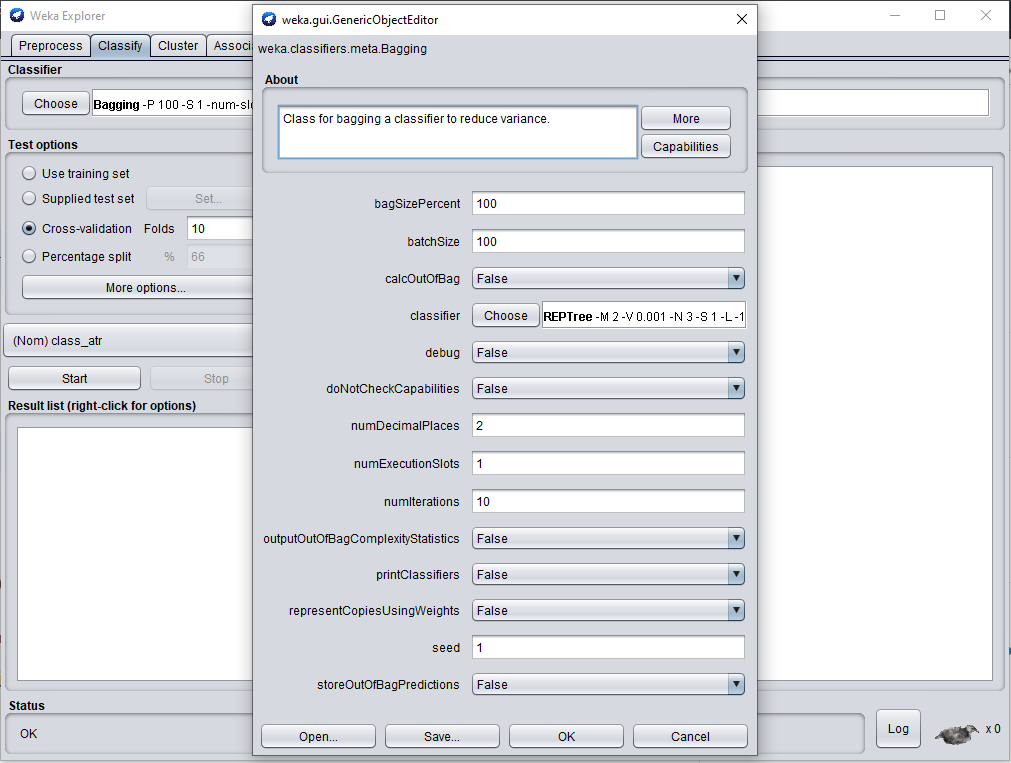 Weka Explorer
weka.gui.GenericObjectEditor
Preprocess Classify Cluster
weka.classifiers.meta.Bagging
Classifier
About
Choose Bagging -P 100 -S 1
Class for bagging a classifier to reduce variance.
More
Capabilities
Test options
Use training set
Supplied test set Set...
Cross-validation Folds 10
Percentage split % 66
More options...
(Nom) class_atr
Start Stop
Result list (right-click for options)
bagSizePercent 100
batchSize 100
calcOutOfBag False
classifier Choose REPTree -M 2 -V 0.001 -N 3 -S 1 -L -1
debug False
doNotCheckCapabilities False
numDecimalPlaces 2
numExecutionSlots 1
numIterations 10
outputOutOfBagComplexityStatistics False
printClassifiers False
representCopiesUsingWeights False
seed 1
storeOutOfBagPredictions False
Open... Save... OK Cancel
Status
OK
Log x 0